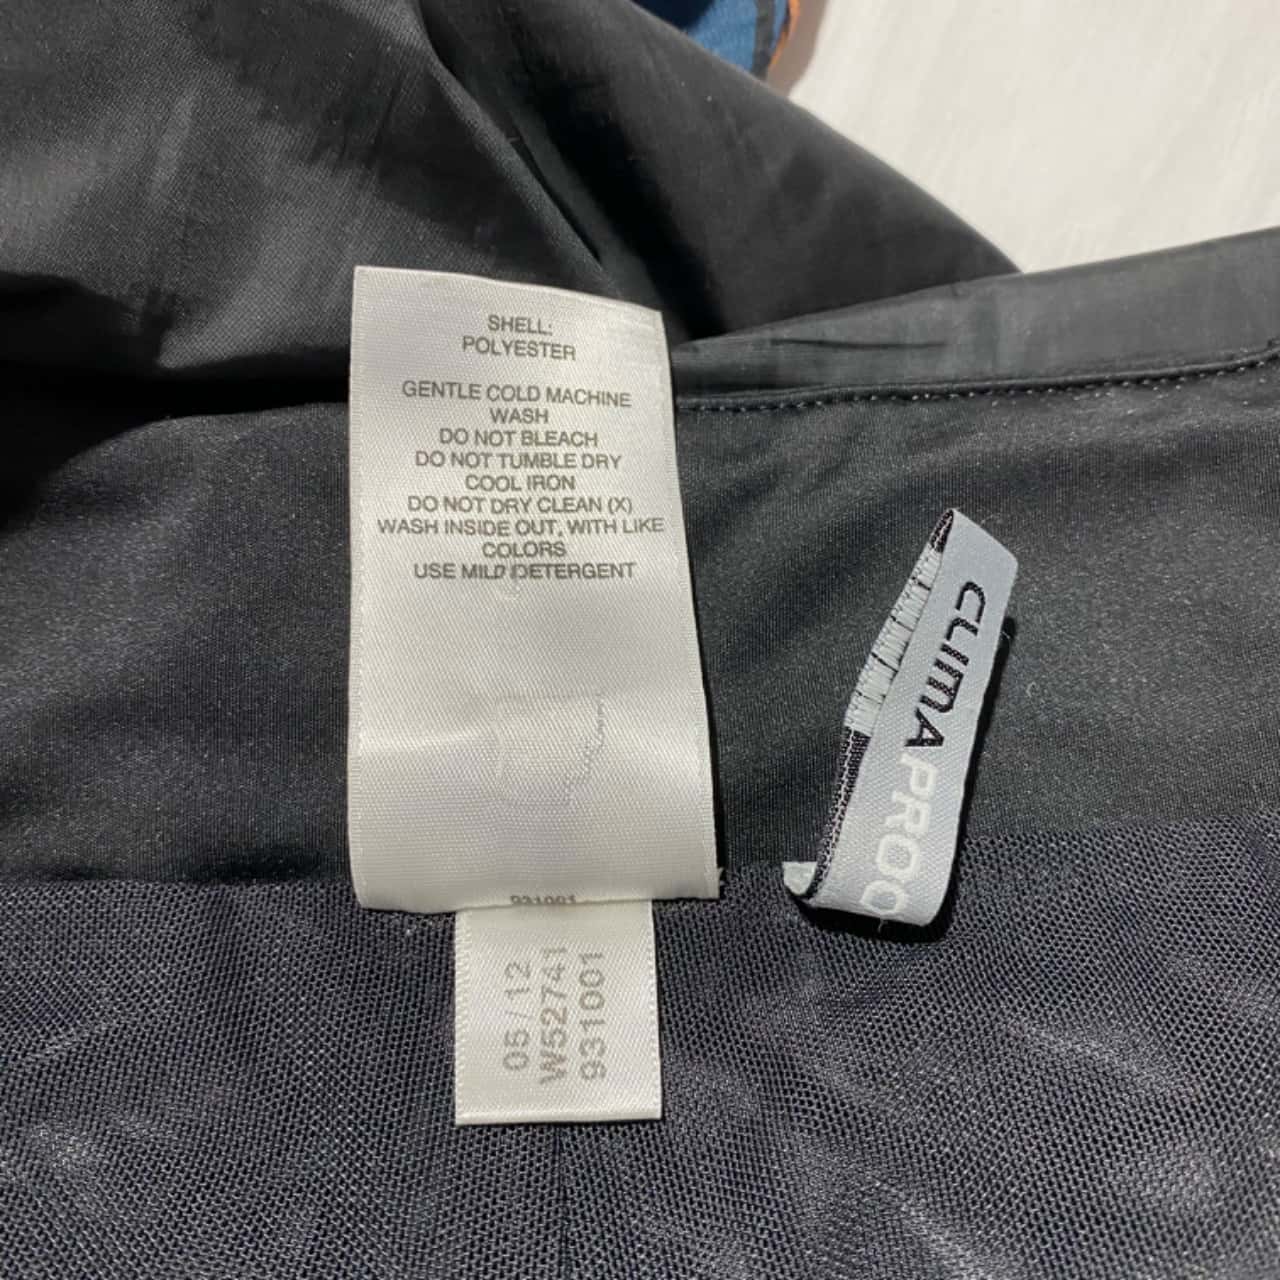 SHELL:
POLYESTER
GENTLE COLD MACHINE
WASH
DO NOT BLEACH
DO NOT TUMBLE DRY
COOL IRON
DO NOT DRY CLEAN (X)
WASH INSIDE OUT, WITH LIKE
COLORS
USE MILD DETERGENT
931001
05/12
W52741
931001
CLIMAPROO